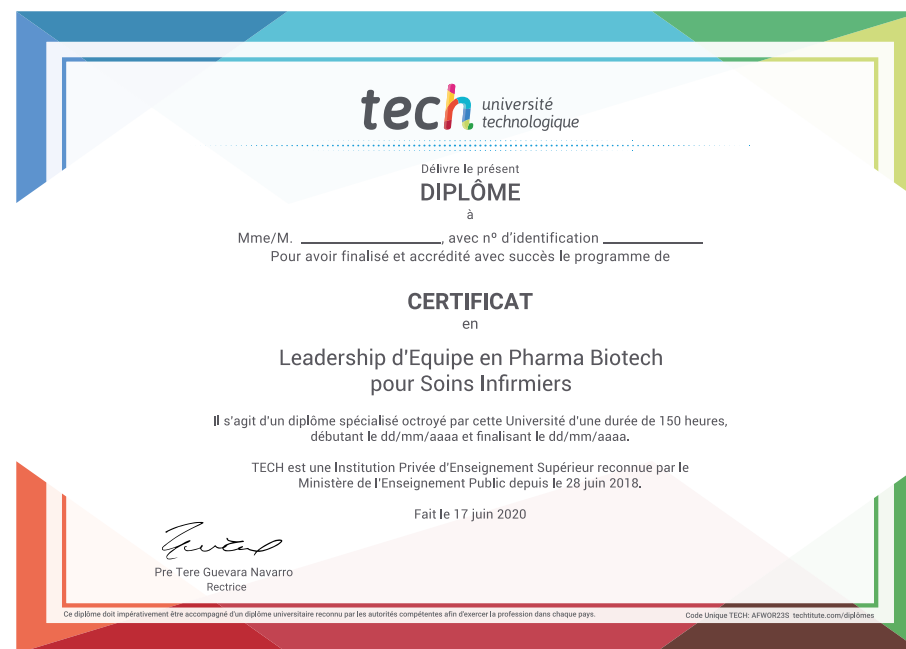 tech université
technologique
Délivre le présent
DIPLÔME
à
Mme/M. ____________________, avec nº d'identification ______________
Pour avoir finalisé et accrédité avec succès le programme de
CERTIFICAT
en
Leadership d'Equipe en Pharma Biotech
pour Soins Infirmiers
Il s'agit d'un diplôme spécialisé octroyé par cette Université d'une durée de 150 heures,
débutant le dd/mm/aaaa et finalisant le dd/mm/aaaa.
TECH est une Institution Privée d'Enseignement Supérieur reconnue par le
Ministère de l'Enseignement Public depuis le 28 juin 2018.
Fait le 17 juin 2020
Pre Tere Guevara Navarro
Rectrice
Ce diplôme doit impérativement être accompagné d'un diplôme universitaire reconnu par les autorités compétentes afin d'exercer la profession dans chaque pays.
Code Unique TECH: AFWOR23S techtitute.com/diplômes